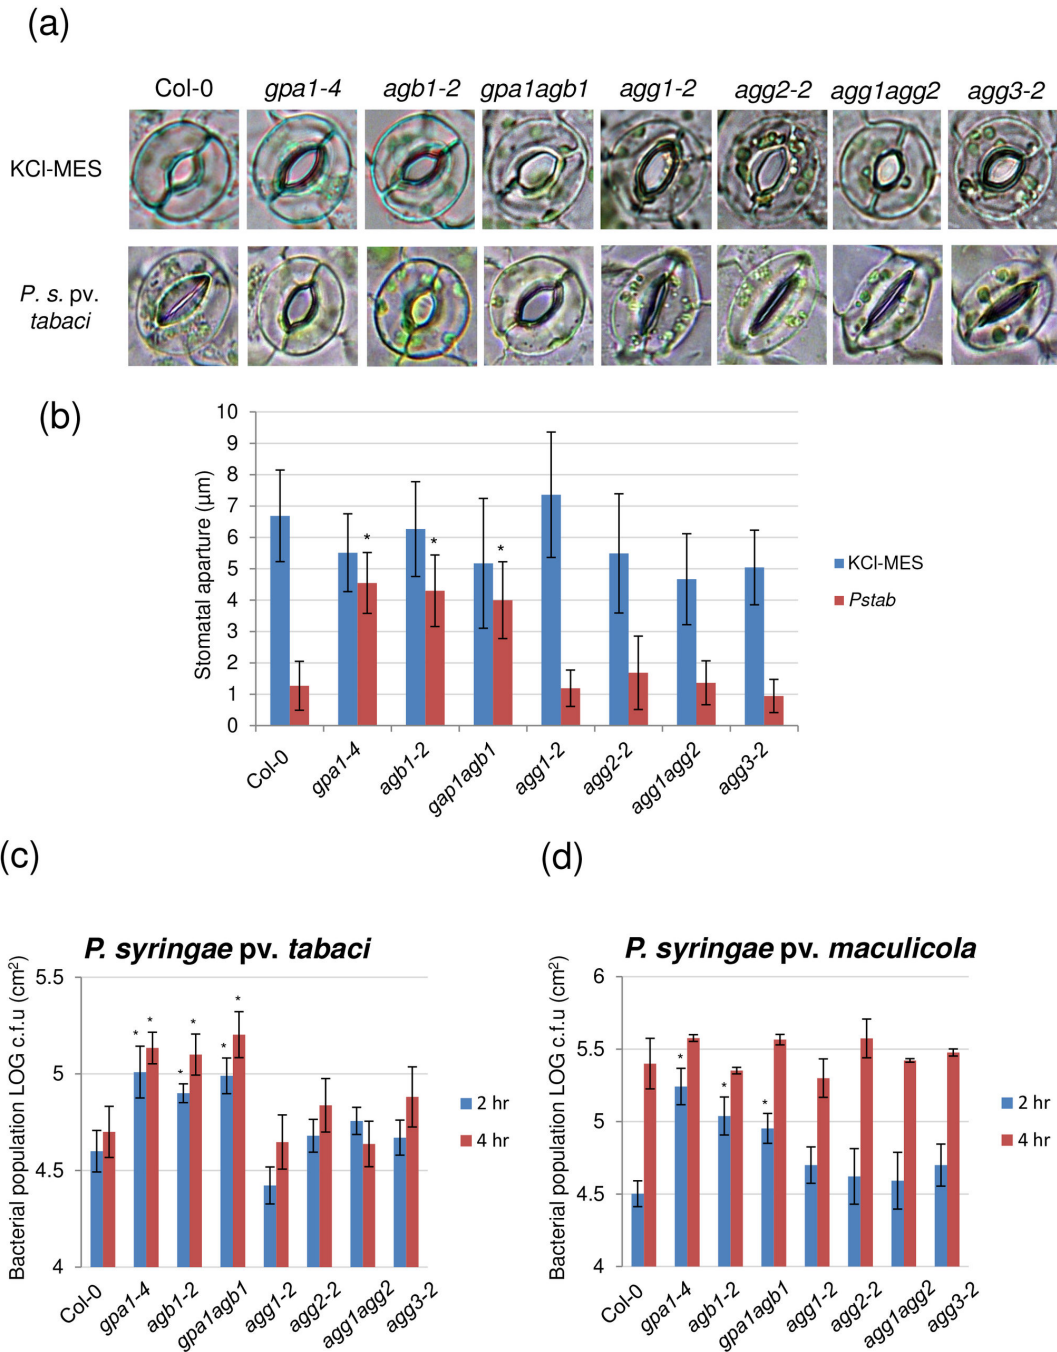 (a)
Col-0 gpa1-4 agb1-2 gpa1agb1 agg1-2 agg2-2 agg1agg2 agg3-2
KCl-MES
P. s. pv.
tabaci
(b)
Stomatal aparture (µm)
10
9
8
7
6
5
4
3
2
1
0
* * *
KCl-MES
Pstab
Col-0 gpa1-4 agb1-2 gap1agb1 agg1-2 agg2-2 agg1agg2 agg3-2
(c)
P. syringae pv. tabaci
Bacterial population LOG c.f.u (cm²)
5.5
5
4.5
4
* * * * * *
2 hr
4 hr
Col-0 gpa1-4 agb1-2 gpa1agb1 agg1-2 agg2-2 agg1agg2 agg3-2
(d)
P. syringae pv. maculicola
Bacterial population LOG c.f.u (cm²)
6
5.5
5
4.5
4
* * *
2 hr
4 hr
Col-0 gpa1-4 agb1-2 gpa1agb1 agg1-2 agg2-2 agg1agg2 agg3-2